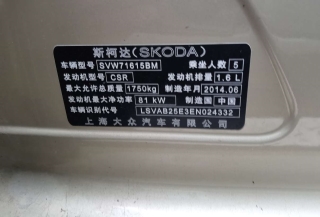 斯柯达(SKODA)
车辆型号 SVW71615BM 乘坐人数 5
发动机型号 CSR 发动机排量 1.6 L
最大允许总质量 1750kg 制造年月 2014.06
发动机最大净功率 81 kW 制造国 中国
车辆识别代号 LSVAB25E3EN024332
上海大众汽车有限公司